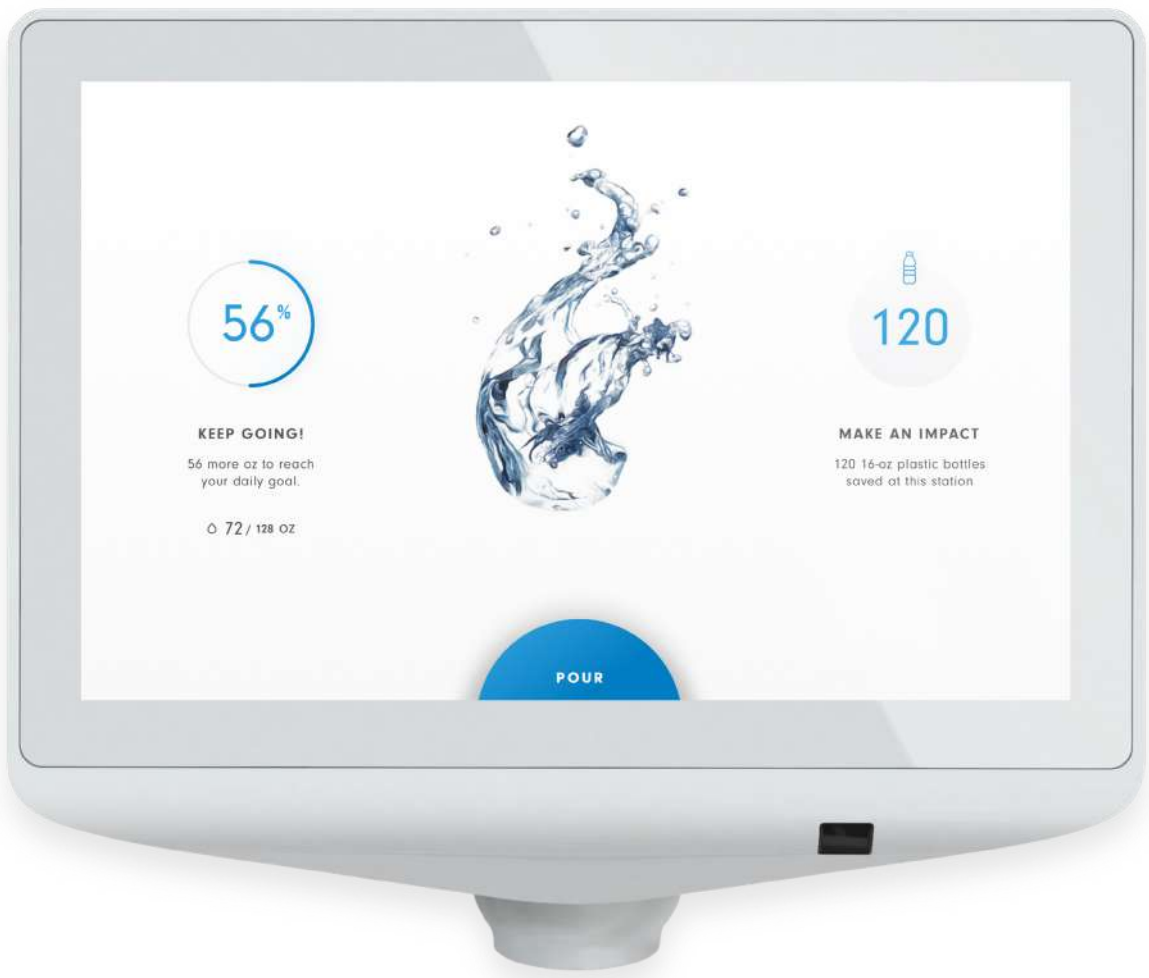 56%
KEEP GOING!
56 more oz to reach
your daily goal.
72 / 128 OZ
120
MAKE AN IMPACT
120 16-oz plastic bottles
saved at this station
POUR